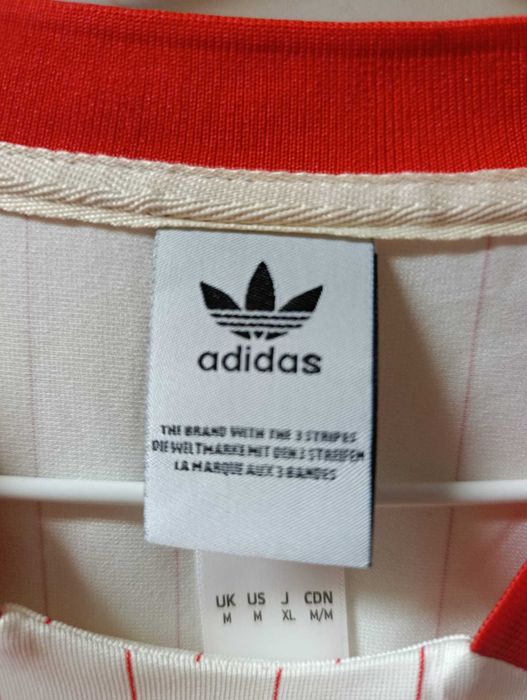 adidas
THE BRAND WITH THE 3 STRIPES
DIE WELTMARKE MIT DEN 3 STREIFEN
LA MARQUE AUX 3 BANDES
UK US J CDN
M M XL M/M